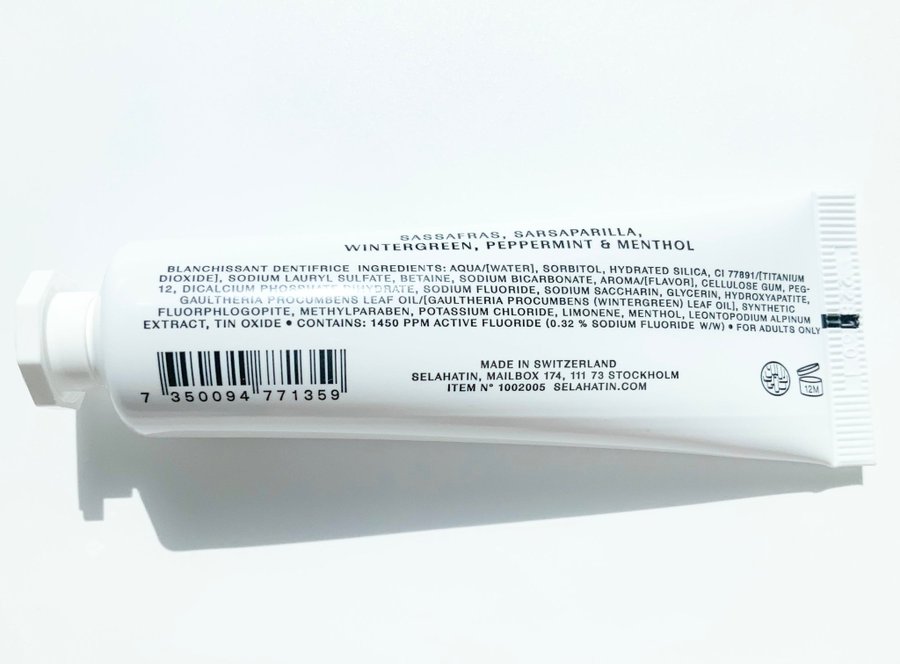 SASSAFRAS, SARSAPARILLA,
WINTERGREEN, PEPPERMINT & MENTHOL
BLANCHISSANT DENTIFRICE INGREDIENTS: AQUA/[WATER], SORBITOL, HYDRATED SILICA, CI 77891/[TITANIUM
DIOXIDE], SODIUM LAURYL SULFATE, BETAINE, SODIUM BICARBONATE, AROMA/[FLAVOR], CELLULOSE GUM, PEG-
12, DICALCIUM PHOSPHATE DIHYDRATE, SODIUM FLUORIDE, SODIUM SACCHARIN, GLYCERIN, HYDROXYAPATITE,
GAULTHERIA PROCUMBENS LEAF OIL/[GAULTHERIA PROCUMBENS (WINTERGREEN) LEAF OIL], SYNTHETIC
FLUORPHLOGOPITE, METHYLPARABEN, POTASSIUM CHLORIDE, LIMONENE, MENTHOL, LEONTOPODIUM ALPINUM
EXTRACT, TIN OXIDE • CONTAINS: 1450 PPM ACTIVE FLUORIDE (0.32 % SODIUM FLUORIDE W/W) • FOR ADULTS ONLY
7 350094 771359
MADE IN SWITZERLAND
SELAHATIN, MAILBOX 174, 111 73 STOCKHOLM
ITEM N° 1002005 SELAHATIN.COM
12M